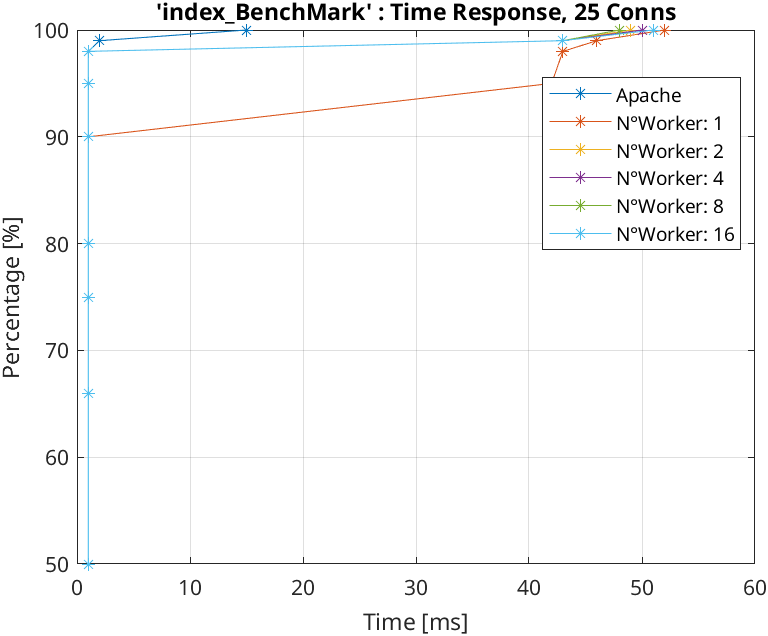 'index_BenchMark' : Time Response, 25 Conns
100
90
80
70
60
50
Percentage [%]
Apache
N°Worker: 1
N°Worker: 2
N°Worker: 4
N°Worker: 8
N°Worker: 16
0 10 20 30 40 50 60
Time [ms]